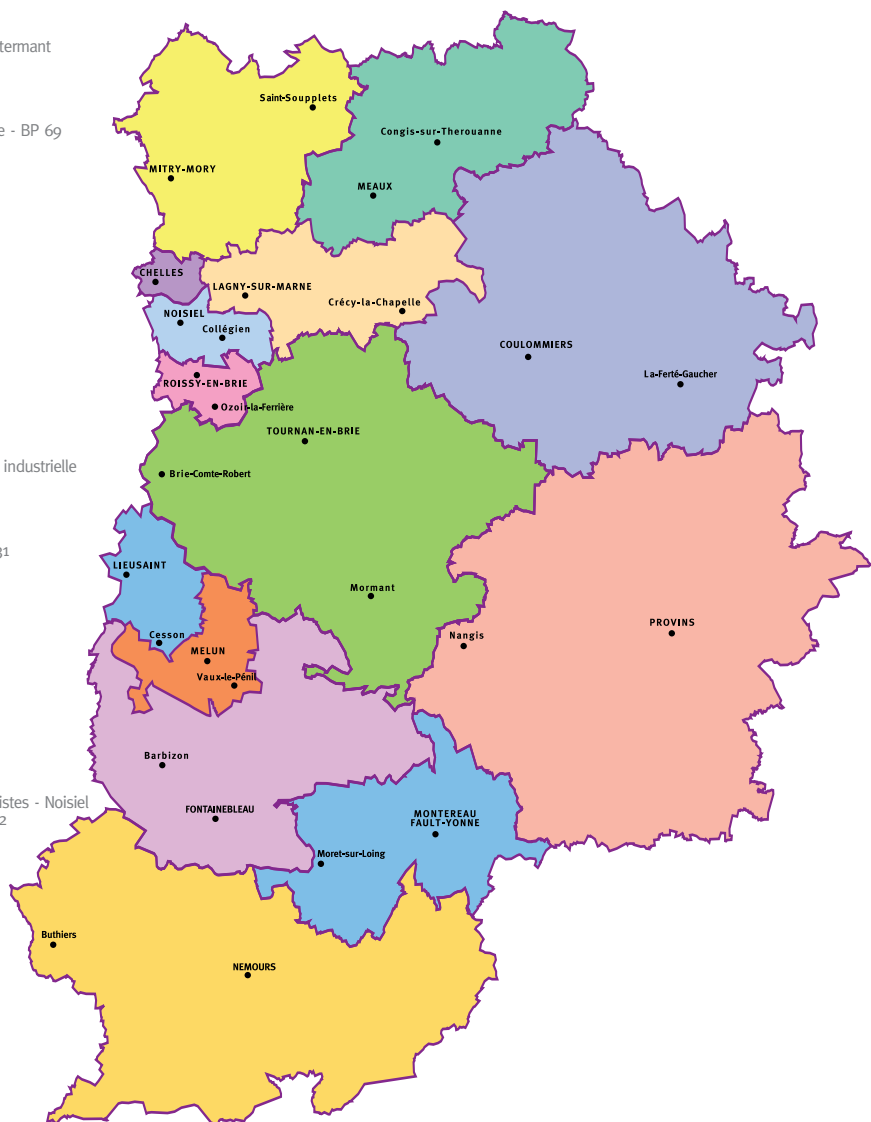 termant
Saint-Soupplets
e - BP 69
Congis-sur-Therouanne
MITRY-MORY
MEAUX
CHELLES
LAGNY-SUR-MARNE
Crécy-la-Chapelle
NOISIEL
Collégien
COULOMMIERS
La-Ferté-Gaucher
ROISSY-EN-BRIE
Ozoir-la-Ferrière
TOURNAN-EN-BRIE
industrielle
Brie-Comte-Robert
31
LIEUSAINT
Mormant
PROVINS
Cesson
Nangis
MELUN
Vaux-le-Pénil
Barbizon
istes - Noisiel
2
FONTAINEBLEAU
MONTEREAU
FAULT-YONNE
Moret-sur-Loing
Buthiers
NEMOURS